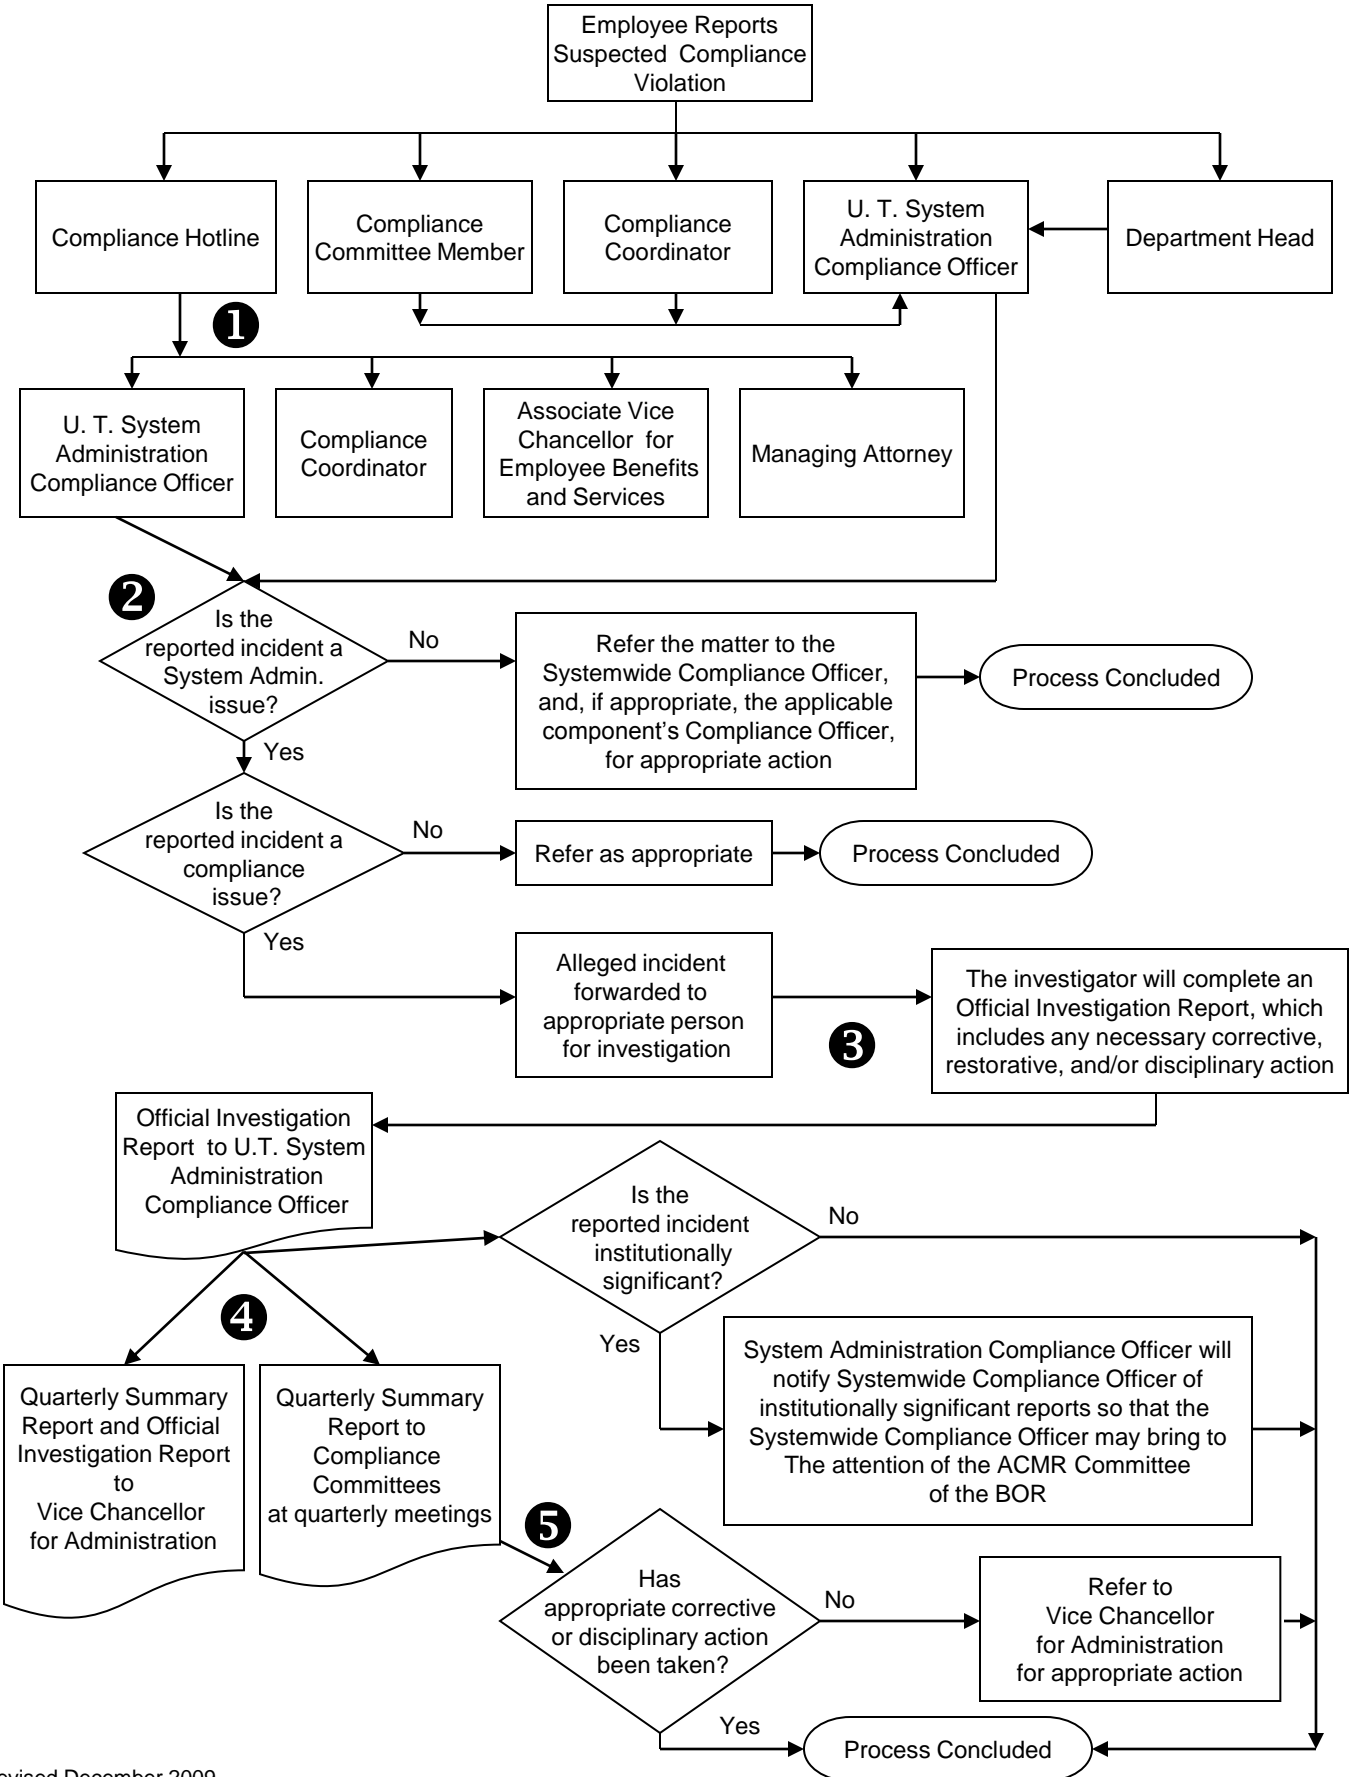 Employee Reports
Suspected Compliance
Violation
Compliance Hotline
Compliance
Committee Member
Compliance
Coordinator
U. T. System
Administration
Compliance Officer
Department Head
1
U. T. System
Administration
Compliance Officer
Compliance
Coordinator
Associate Vice
Chancellor for
Employee Benefits
and Services
Managing Attorney
2
Is the
reported incident a
System Admin.
issue?
No
Refer the matter to the
Systemwide Compliance Officer,
and, if appropriate, the applicable
component's Compliance Officer,
for appropriate action
Process Concluded
Yes
Is the
reported incident a
compliance
issue?
No
Refer as appropriate
Process Concluded
Yes
Alleged incident
forwarded to
appropriate person
for investigation
3
The investigator will complete an
Official Investigation Report, which
includes any necessary corrective,
restorative, and/or disciplinary action
Official Investigation
Report to U.T. System
Administration
Compliance Officer
Is the
reported incident
institutionally
significant?
No
4
Yes
System Administration Compliance Officer will
notify Systemwide Compliance Officer of
institutionally significant reports so that the
Systemwide Compliance Officer may bring to
The attention of the ACMR Committee
of the BOR
Quarterly Summary
Report and Official
Investigation Report
to
Vice Chancellor
for Administration
Quarterly Summary
Report to
Compliance
Committees
at quarterly meetings
5
Has
appropriate corrective
or disciplinary action
been taken?
No
Refer to
Vice Chancellor
for Administration
for appropriate action
Yes
Process Concluded
December 2009